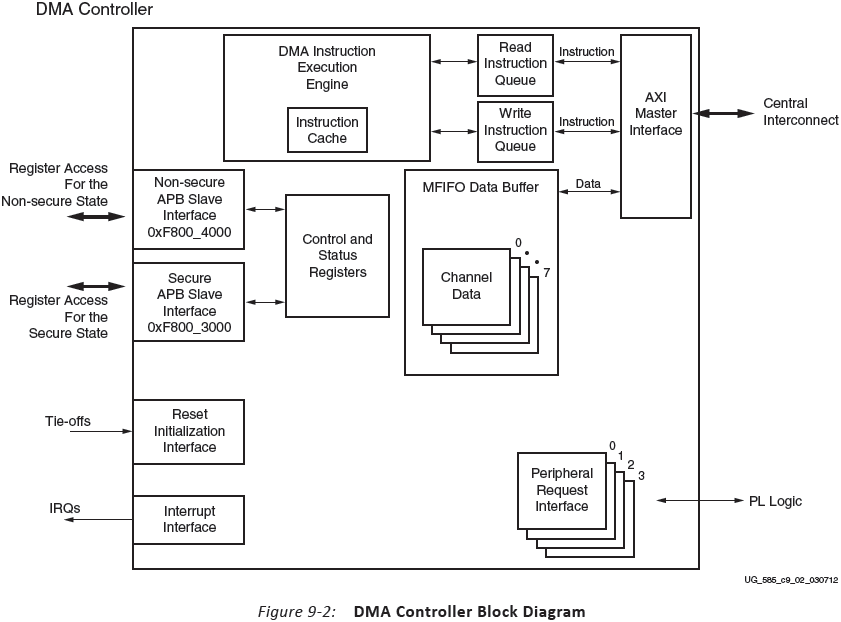 DMA Controller
DMA Instruction
Execution
Engine
Instruction
Cache
Read
Instruction
Queue
Instruction
Write
Instruction
Queue
Instruction
AXI
Master
Interface
Central
Interconnect
Register Access
For the
Non-secure State
Non-secure
APB Slave
Interface
0xF800_4000
Control and
Status
Registers
MFIFO Data Buffer
Data
Channel
Data
0
7
Register Access
For the
Secure State
Secure
APB Slave
Interface
0xF800_3000
Tie-offs
Reset
Initialization
Interface
IRQs
Interrupt
Interface
Peripheral
Request
Interface
0
1
2
3
PL Logic
UG_585_c9_02_030712
Figure 9-2: DMA Controller Block Diagram